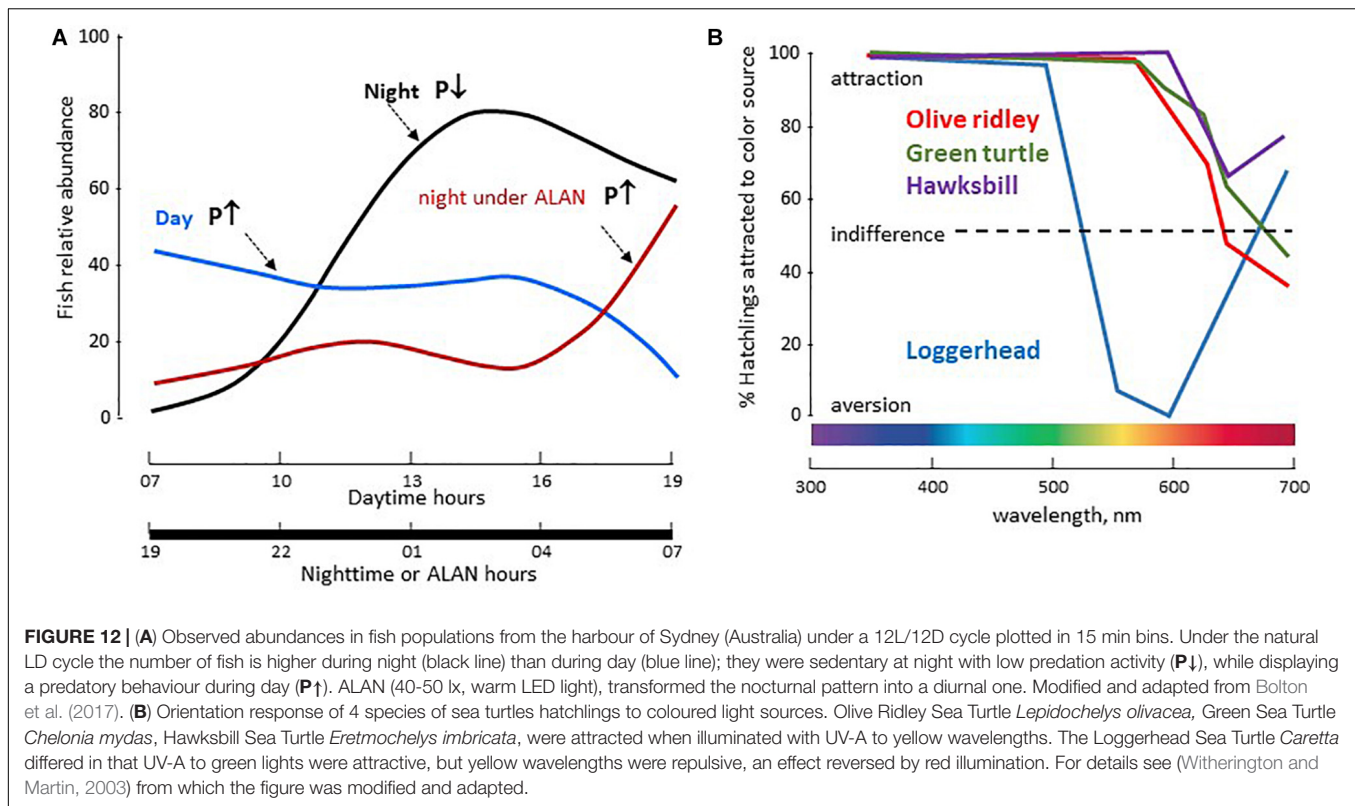 A
100
80
60
40
20
0
Fish relative abundance
Night P↓
night under ALAN P↑
Day P↑
07 10 13 16 19
Daytime hours
19 22 01 04 07
Nighttime or ALAN hours
B
100
80
60
40
20
0
% Hatchlings attracted to color source
attraction
Olive ridley
Green turtle
Hawksbill
indifference
Loggerhead
aversion
300 400 500 600 700
wavelength, nm
FIGURE 12 | (A) Observed abundances in fish populations from the harbour of Sydney (Australia) under a 12L/12D cycle plotted in 15 min bins. Under the natural
LD cycle the number of fish is higher during night (black line) than during day (blue line); they were sedentary at night with low predation activity (P↓), while displaying
a predatory behaviour during day (P↑). ALAN (40-50 lx, warm LED light), transformed the nocturnal pattern into a diurnal one. Modified and adapted from Bolton
et al. (2017). (B) Orientation response of 4 species of sea turtles hatchlings to coloured light sources. Olive Ridley Sea Turtle Lepidochelys olivacea, Green Sea Turtle
Chelonia mydas, Hawksbill Sea Turtle Eretmochelys imbricata, were attracted when illuminated with UV-A to yellow wavelengths. The Loggerhead Sea Turtle Caretta
differed in that UV-A to green lights were attractive, but yellow wavelengths were repulsive, an effect reversed by red illumination. For details see (Witherington and
Martin, 2003) from which the figure was modified and adapted.